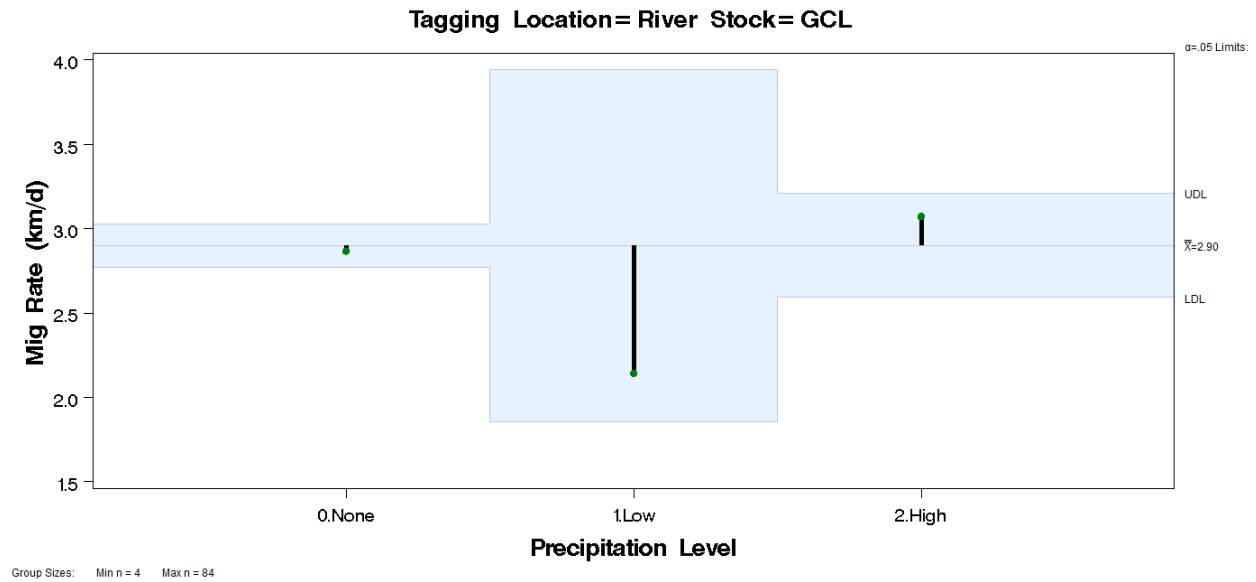 Tagging Location= River Stock= GCL
α=.05 Limits:
4.0
3.5
3.0
2.5
2.0
1.5
Mig Rate (km/d)
UDL
X̿=2.90
LDL
0.None
1.Low
2.High
Precipitation Level
Group Sizes: Min n = 4 Max n = 84